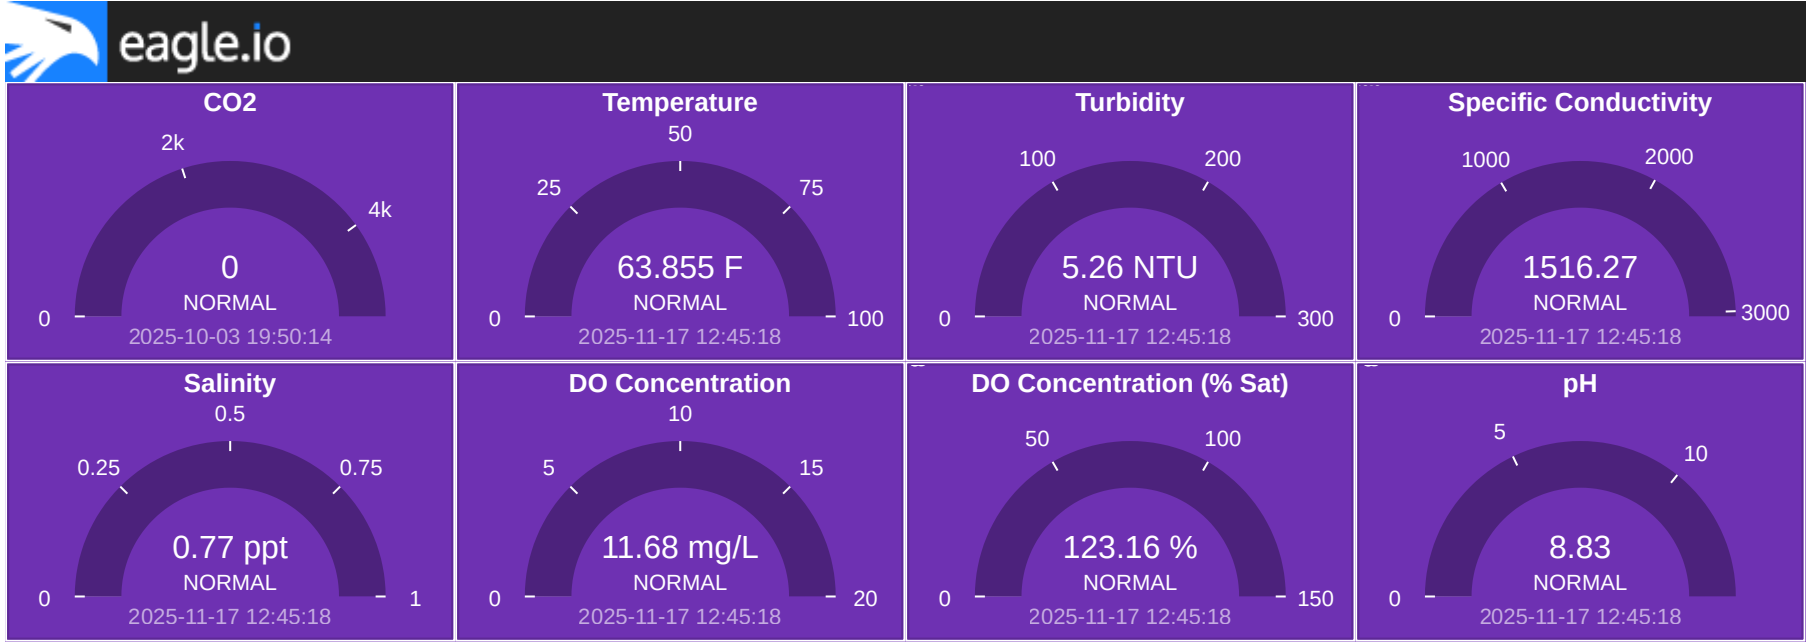 eagle.io
CO2
2k
4k
0
0
NORMAL
2025-10-03 19:50:14
Temperature
50
25
75
63.855 F
NORMAL
0
100
2025-11-17 12:45:18
Turbidity
100
200
5.26 NTU
NORMAL
0
300
2025-11-17 12:45:18
Specific Conductivity
1000
2000
1516.27
NORMAL
0
3000
2025-11-17 12:45:18
Salinity
0.5
0.25
0.75
0.77 ppt
NORMAL
0
1
2025-11-17 12:45:18
DO Concentration
10
5
15
11.68 mg/L
NORMAL
0
20
2025-11-17 12:45:18
DO Concentration (% Sat)
50
100
123.16 %
NORMAL
0
150
2025-11-17 12:45:18
pH
5
10
8.83
NORMAL
0
2025-11-17 12:45:18